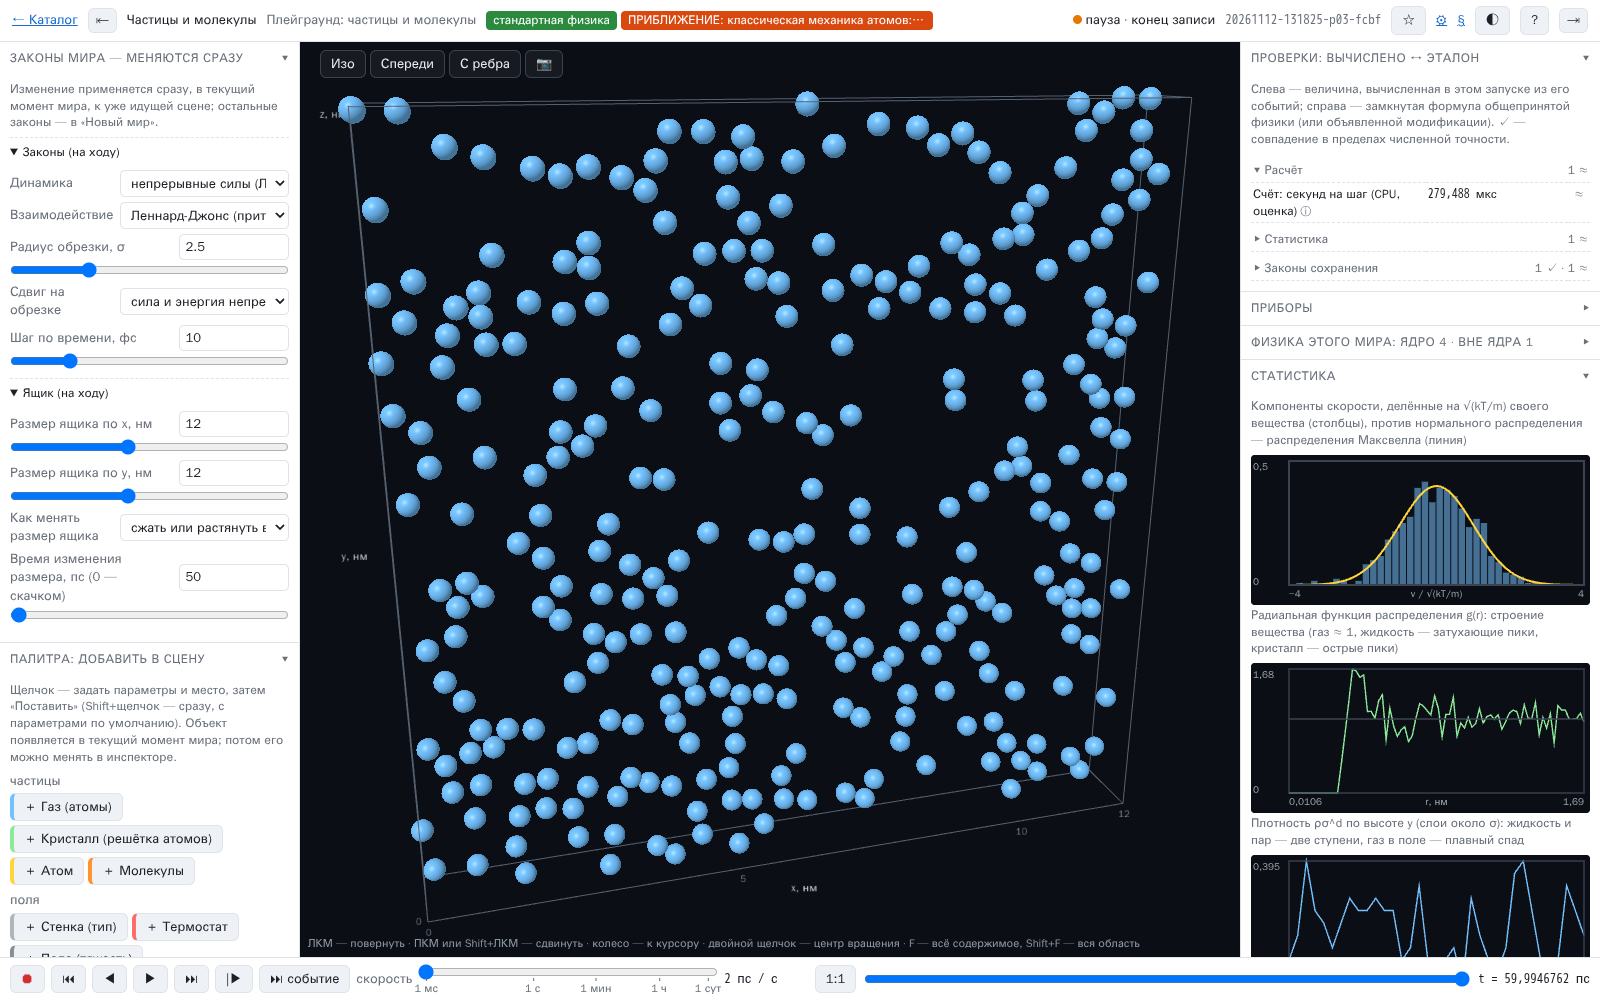 ← Каталог
⇤
Частицы и молекулы
Плейграунд: частицы и молекулы
стандартная физика
ПРИБЛИЖЕНИЕ: классическая механика атомов:···
пауза · конец записи
20261112-131825-p03-fcbf
☆
⚙
§
?
⇥
ЗАКОНЫ МИРА — МЕНЯЮТСЯ СРАЗУ
Изменение применяется сразу, в текущий
момент мира, к уже идущей сцене; остальные
законы — в «Новый мир».
Законы (на ходу)
Динамика
непрерывные силы (Л
Взаимодействие
Леннард-Джонс (прит
Радиус обрезки, σ
2.5
Сдвиг на
обрезке
сила и энергия непре
Шаг по времени, фс
10
Ящик (на ходу)
Размер ящика по x, нм
12
Размер ящика по y, нм
12
Как менять
размер ящика
сжать или растянуть в
Время изменения
размера, пс (0 —
скачком)
50
ПАЛИТРА: ДОБАВИТЬ В СЦЕНУ
Щелчок — задать параметры и место, затем
«Поставить» (Shift+щелчок — сразу, с
параметрами по умолчанию). Объект
появляется в текущий момент мира; потом его
можно менять в инспекторе.
частицы
+ Газ (атомы)
+ Кристалл (решётка атомов)
+ Атом
+ Молекулы
поля
+ Стенка (тип)
+ Термостат
Изо
Спереди
С ребра
z, н
y, нм
x, нм
0
0
5
10
12
ЛКМ — повернуть · ПКМ или Shift+ЛКМ — сдвинуть · колесо — к курсору · двойной щелчок — центр вращения · F — всё содержимое, Shift+F — вся область
ПРОВЕРКИ: ВЫЧИСЛЕНО ↔ ЭТАЛОН
Слева — величина, вычисленная в этом запуске из его
событий; справа — замкнутая формула общепринятой
физики (или объявленной модификации). ✓ —
совпадение в пределах численной точности.
Расчёт
1 ≈
Счёт: секунд на шаг (CPU,
оценка) ⓘ
279,488 мкс
≈
Статистика
1 ≈
Законы сохранения
1 ✓ · 1 ≈
ПРИБОРЫ
ФИЗИКА ЭТОГО МИРА: ЯДРО 4 · ВНЕ ЯДРА 1
СТАТИСТИКА
Компоненты скорости, делённые на √(kT/m) своего
вещества (столбцы), против нормального распределения
— распределения Максвелла (линия)
0,5
0
−4
v / √(kT/m)
4
Радиальная функция распределения g(r): строение
вещества (газ ≈ 1, жидкость — затухающие пики,
кристалл — острые пики)
1,68
0
0,0106
r, нм
1,69
Плотность ρσ^d по высоте y (слои около σ): жидкость и
пар — две ступени, газ в поле — плавный спад
0,395
⏭ событие
скорость
1 мс
1 с
1 мин
1 ч
1 сут
2 пс / с
1:1
t = 59,9946762 пс